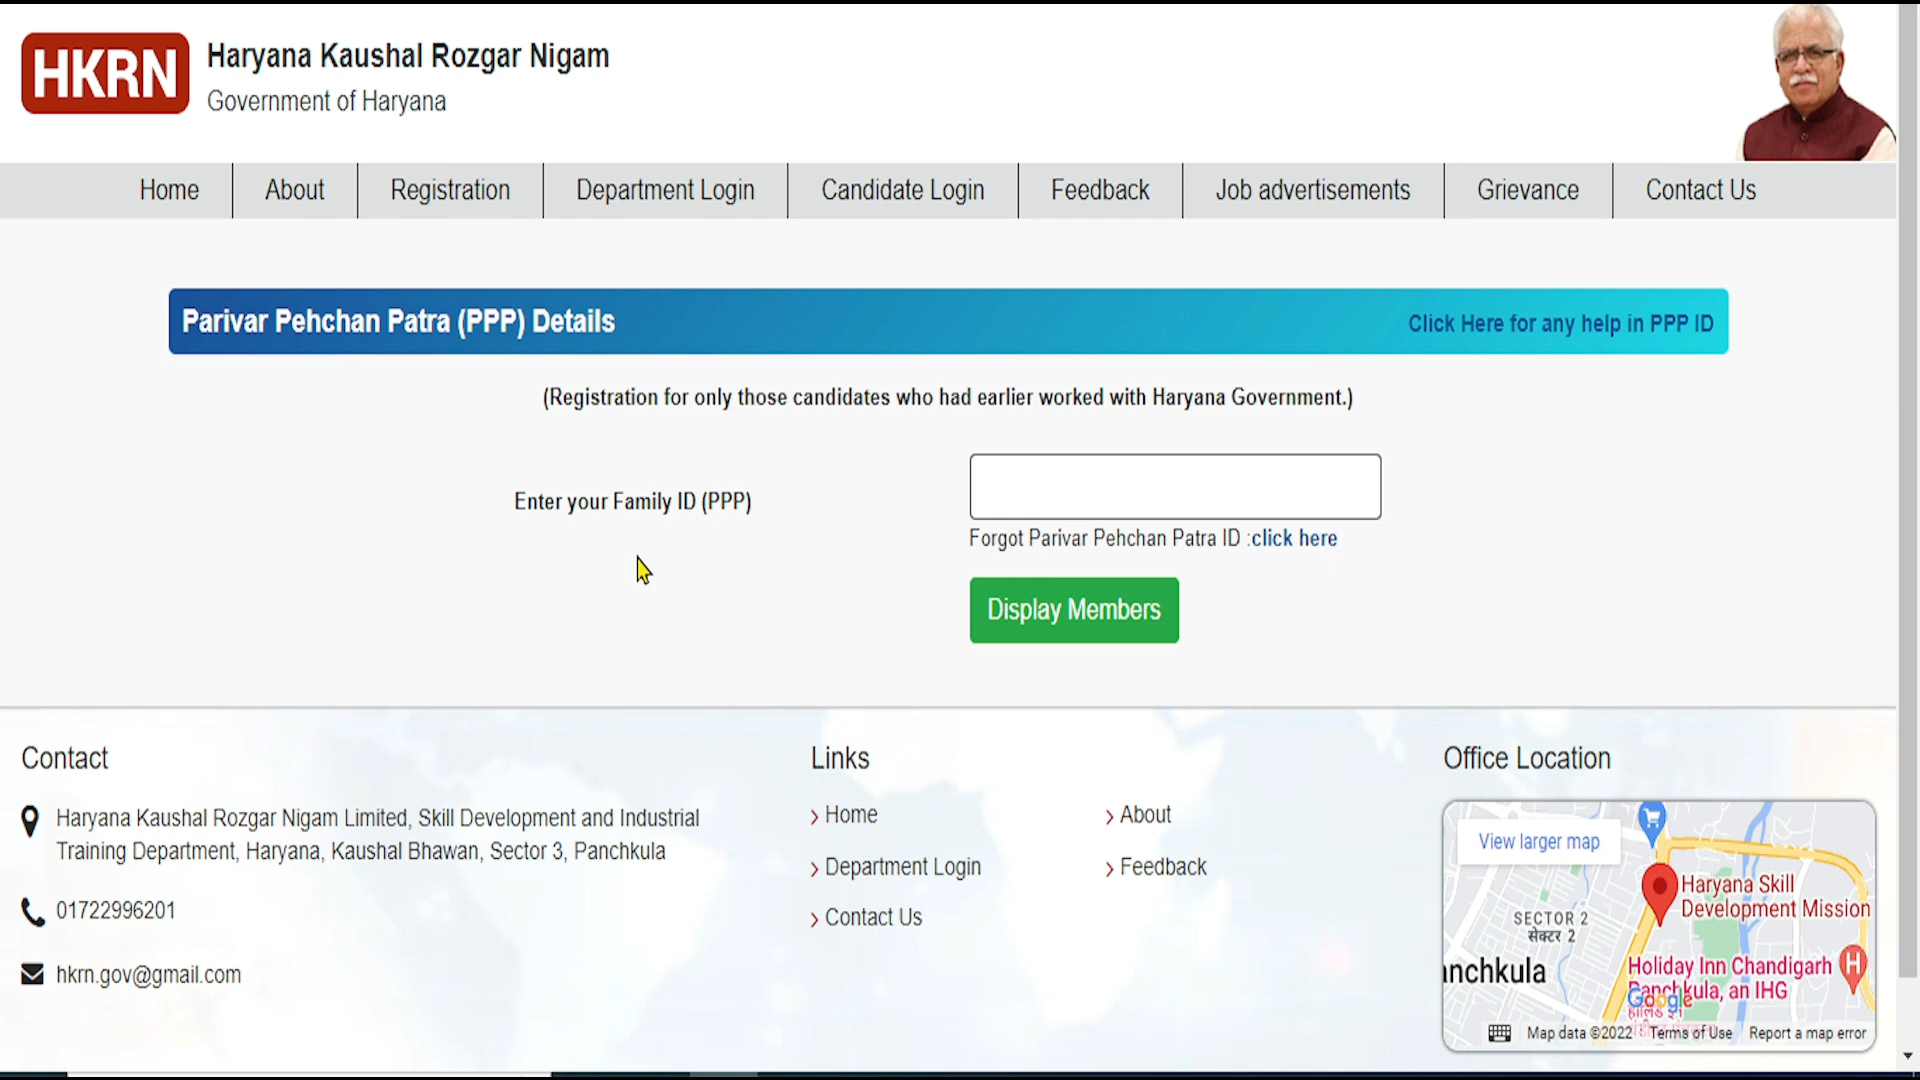 HKRN
Haryana Kaushal Rozgar Nigam
Government of Haryana
Home
About
Registration
Department Login
Candidate Login
Feedback
Job advertisements
Grievance
Contact Us
Parivar Pehchan Patra (PPP) Details
Click Here for any help in PPP ID
(Registration for only those candidates who had earlier worked with Haryana Government.)
Enter your Family ID (PPP)
Forgot Parivar Pehchan Patra ID :click here
Display Members
Contact
Haryana Kaushal Rozgar Nigam Limited, Skill Development and Industrial
Training Department, Haryana, Kaushal Bhawan, Sector 3, Panchkula
01722996201
hkrn.gov@gmail.com
Links
Home
About
Department Login
Feedback
Contact Us
Office Location
View larger map
Haryana Skill
Development Mission
SECTOR 2
सेक्टर 2
anchkula
Holiday Inn Chandigarh
Panchkula, an IHG
H
Google
Map data ©2022
Terms of Use
Report a map error